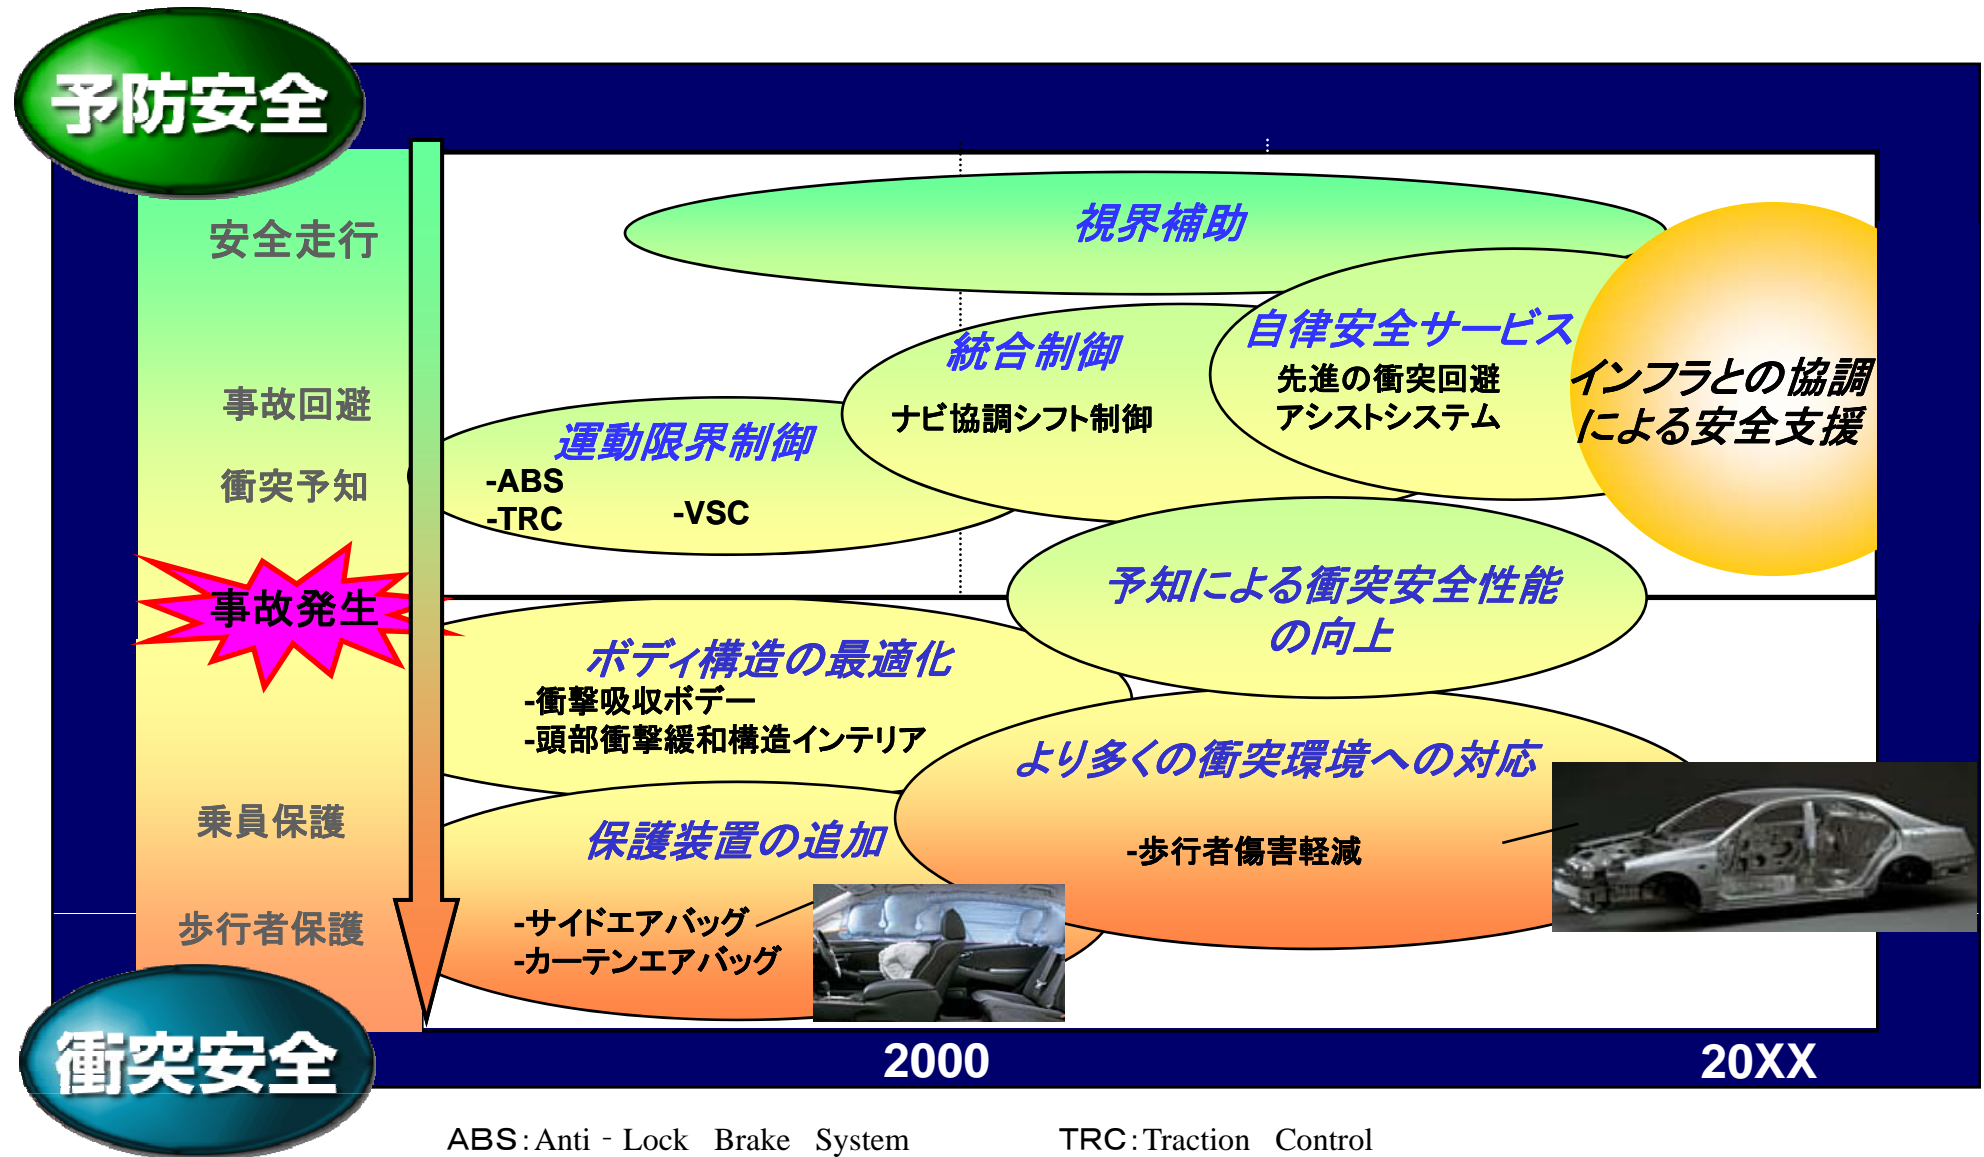 予防安全
安全走行
事故回避
衝突予知
事故発生
乗員保護
歩行者保護
衝突安全
視界補助
自律安全サービス
先進の衝突回避
アシストシステム
インフラとの協調
による安全支援
統合制御
ナビ協調シフト制御
運動限界制御
-ABS
-TRC
-VSC
予知による衝突安全性能
の向上
ボディ構造の最適化
-衝撃吸収ボデー
-頭部衝撃緩和構造インテリア
より多くの衝突環境への対応
-歩行者傷害軽減
保護装置の追加
-サイドエアバッグ
-カーテンエアバッグ
2000
20XX
ABS:Anti‐Lock Brake System
TRC:Traction Control